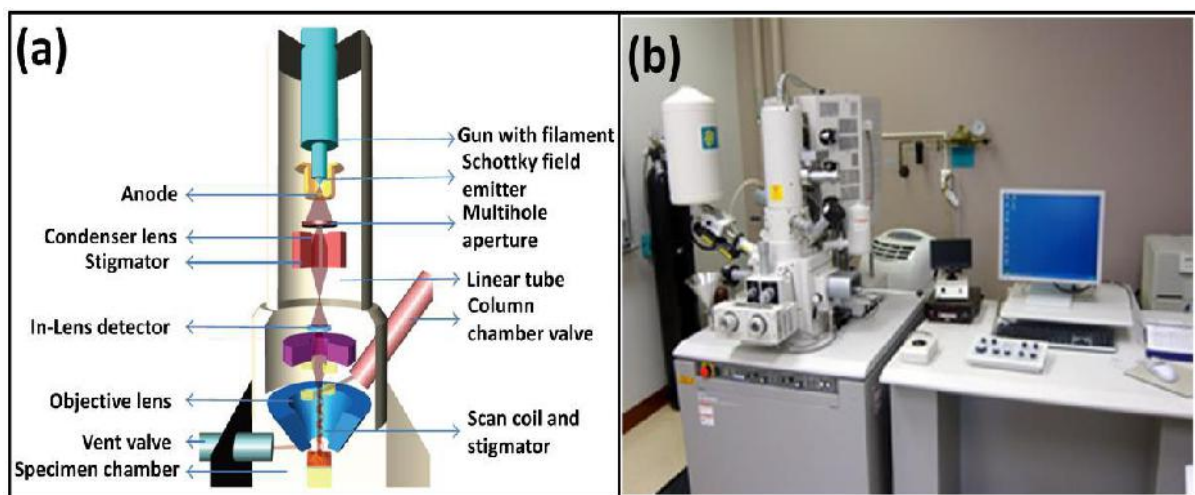 (a)
Gun with filament
Schottky field
emitter
Anode
Multihole
aperture
Condenser lens
Stigmator
Linear tube
Column
chamber valve
In-Lens detector
Objective lens
Scan coil and
stigmator
Vent valve
Specimen chamber
(b)